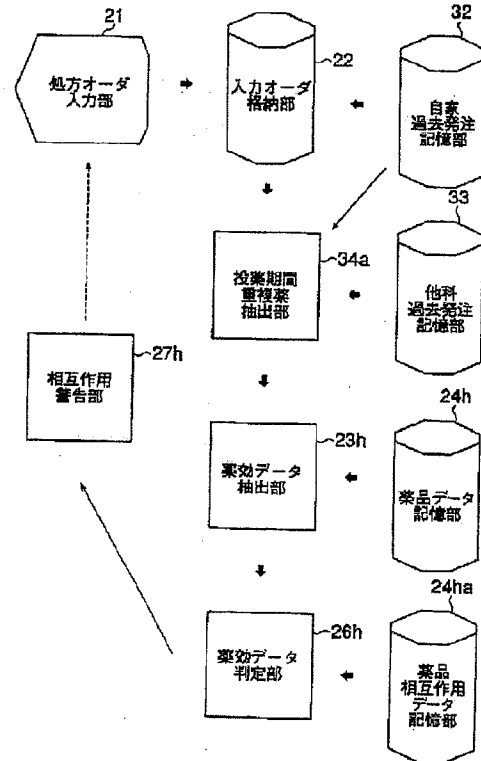 21
処方オーダ
入力部
22
入力オーダ
格納部
32
自家
過去発注
記憶部
33
他科
過去発注
記憶部
34a
投薬期間
重複薬
抽出部
27h
相互作用
警告部
23h
薬効データ
抽出部
24h
薬品データ
記憶部
26h
薬効データ
判定部
24ha
薬品
相互作用
データ
記憶部